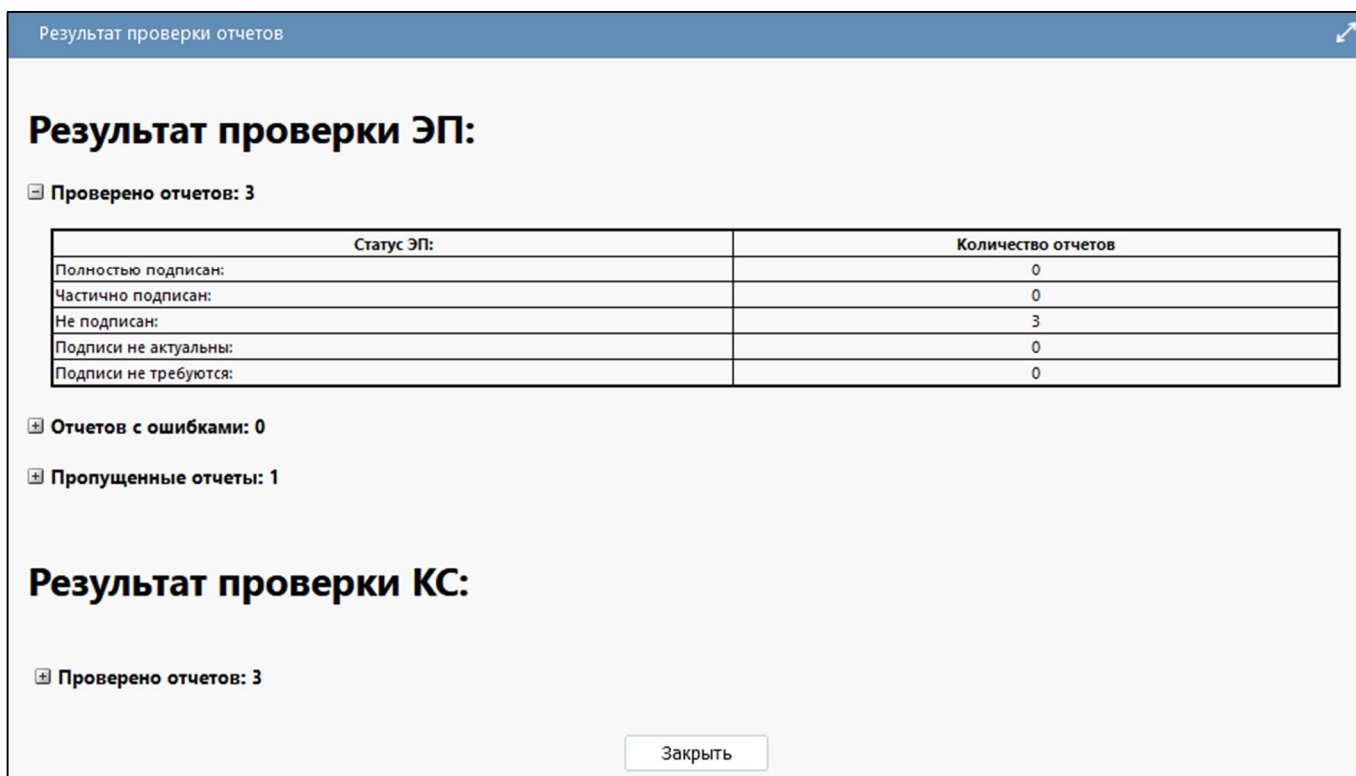 Результат проверки отчетов
Результат проверки ЭП:
Проверено отчетов: 3
Статус ЭП: Количество отчетов
Полностью подписан: 0
Частично подписан: 0
Не подписан: 3
Подписи не актуальны: 0
Подписи не требуются: 0
Отчетов с ошибками: 0
Пропущенные отчеты: 1
Результат проверки КС:
Проверено отчетов: 3
Закрыть